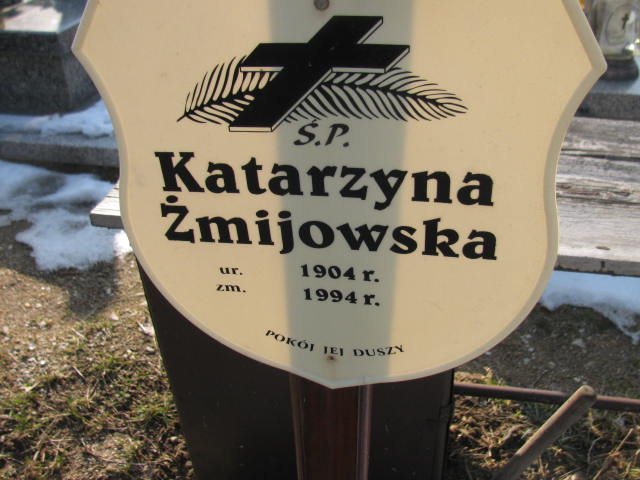 Ś.P.
Katarzyna
Żmijowska
ur. 1904 r.
zm. 1994 r.
POKÓJ JEJ DUSZY